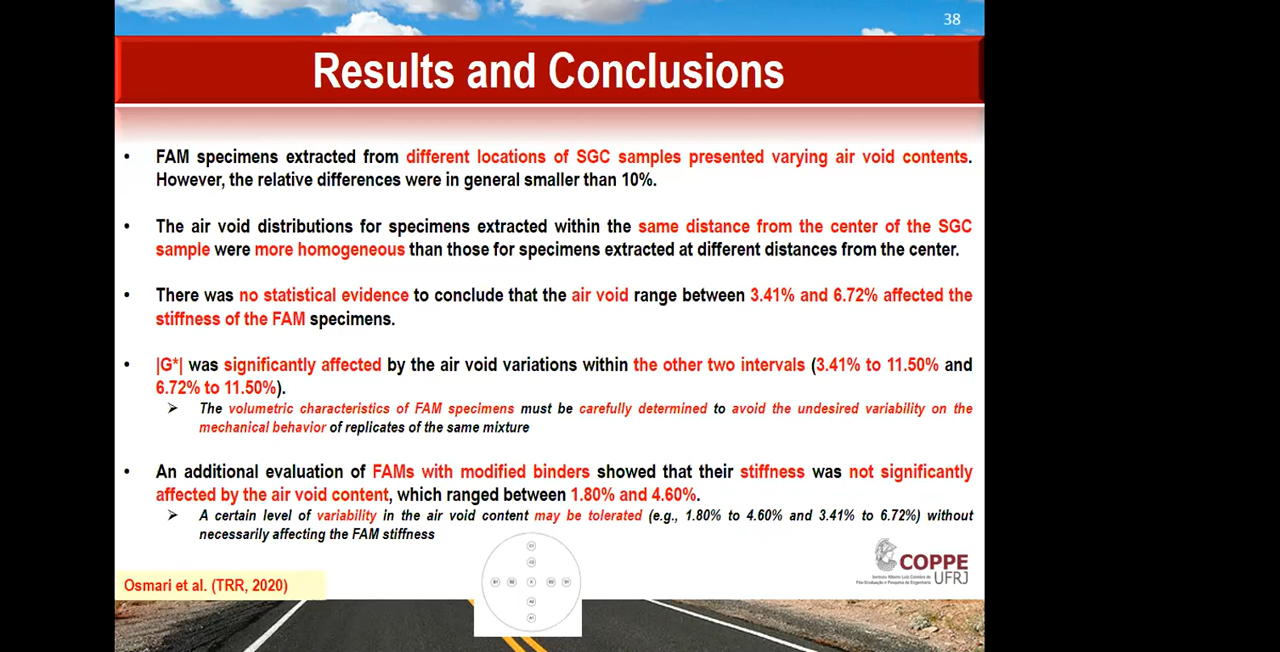 38
Results and Conclusions
• FAM specimens extracted from different locations of SGC samples presented varying air void contents.
However, the relative differences were in general smaller than 10%.
• The air void distributions for specimens extracted within the same distance from the center of the SGC
sample were more homogeneous than those for specimens extracted at different distances from the center.
• There was no statistical evidence to conclude that the air void range between 3.41% and 6.72% affected the
stiffness of the FAM specimens.
• |G*| was significantly affected by the air void variations within the other two intervals (3.41% to 11.50% and
6.72% to 11.50%).
➢ The volumetric characteristics of FAM specimens must be carefully determined to avoid the undesired variability on the
mechanical behavior of replicates of the same mixture
• An additional evaluation of FAMs with modified binders showed that their stiffness was not significantly
affected by the air void content, which ranged between 1.80% and 4.60%.
➢ A certain level of variability in the air void content may be tolerated (e.g., 1.80% to 4.60% and 3.41% to 6.72%) without
necessarily affecting the FAM stiffness
COPPE
UFRJ
Instituto Alberto Luiz Coimbra de
Pós-Graduação e Pesquisa de Engenharia
Osmari et al. (TRR, 2020)